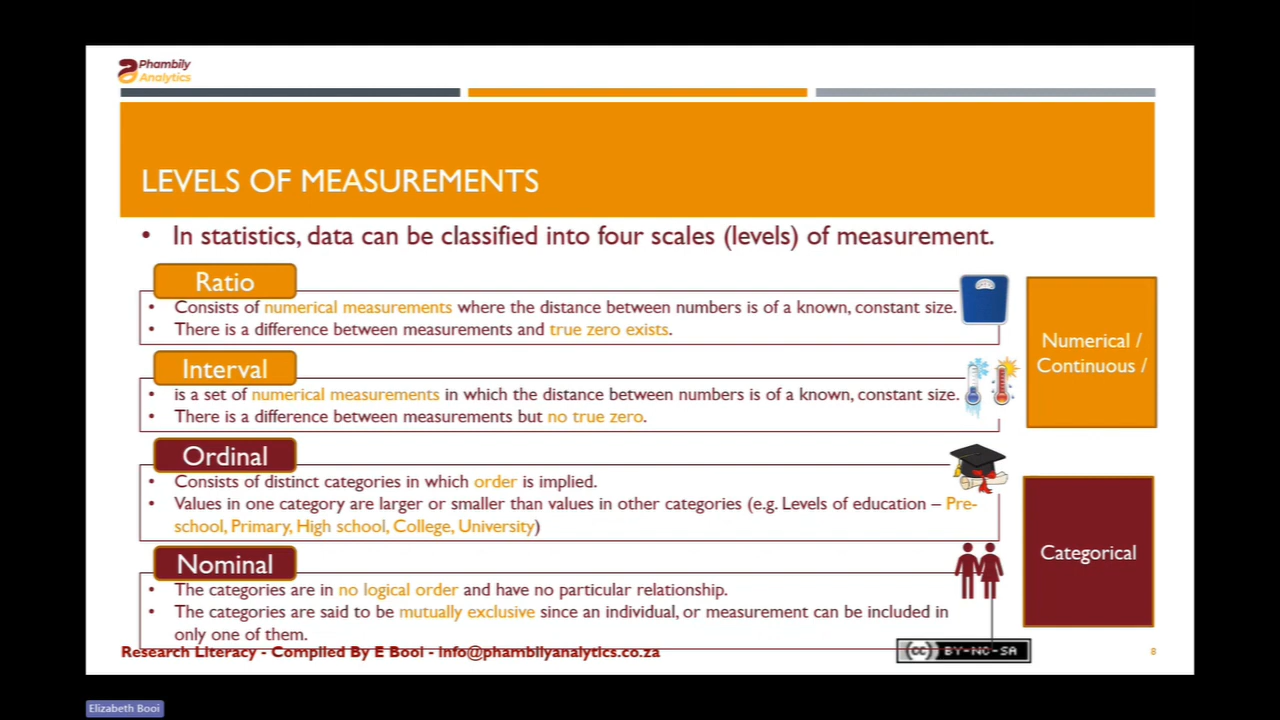 Phambily
Analytics
LEVELS OF MEASUREMENTS
• In statistics, data can be classified into four scales (levels) of measurement.
Ratio
• Consists of numerical measurements where the distance between numbers is of a known, constant size.
• There is a difference between measurements and true zero exists.
Interval
• is a set of numerical measurements in which the distance between numbers is of a known, constant size.
• There is a difference between measurements but no true zero.
Numerical /
Continuous /
Ordinal
• Consists of distinct categories in which order is implied.
• Values in one category are larger or smaller than values in other categories (e.g. Levels of education – Pre-
school, Primary, High school, College, University)
Nominal
• The categories are in no logical order and have no particular relationship.
• The categories are said to be mutually exclusive since an individual, or measurement can be included in
only one of them.
Categorical
Research Literacy - Compiled By E Booi - info@phambilyanalytics.co.za
(cc) BY-NC-SA
8
Elizabeth Booi